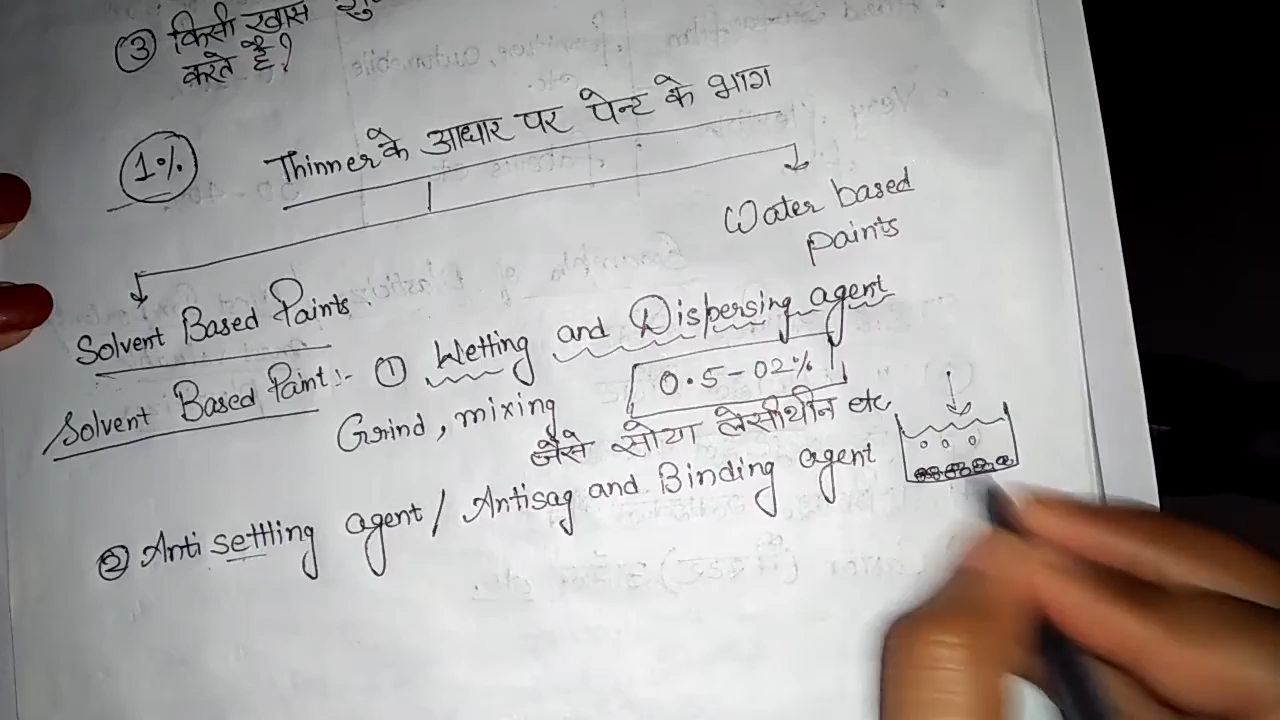 ③ किसी खास
करते है?
1% Thinner के आधार पर पेन्ट के भाग
Water based
paints
Solvent Based Paints.
Solvent Based Paint:- ① Wetting and Dispersing agent
Grind, mixing 0.5-02%
जैसे सोया लेसीथीन etc
② Anti settling agent / Antisag and Binding agent